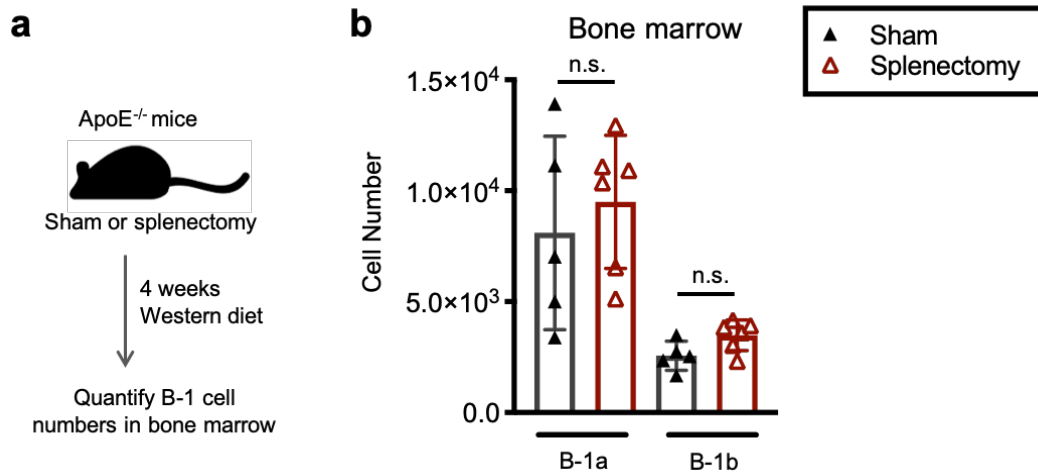 a
ApoE-/- mice
Sham or splenectomy
4 weeks
Western diet
Quantify B-1 cell
numbers in bone marrow
b
Bone marrow
Sham
Splenectomy
n.s.
n.s.
Cell Number
1.5×10⁴
1.0×10⁴
5.0×10³
0.0
B-1a
B-1b